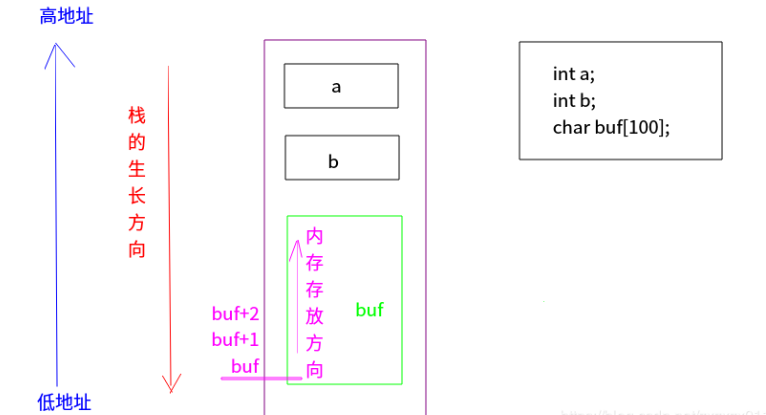 高地址
栈的生长方向
a
b
int a;
int b;
char buf[100];
内存存放方向
buf
buf+2
buf+1
buf
低地址